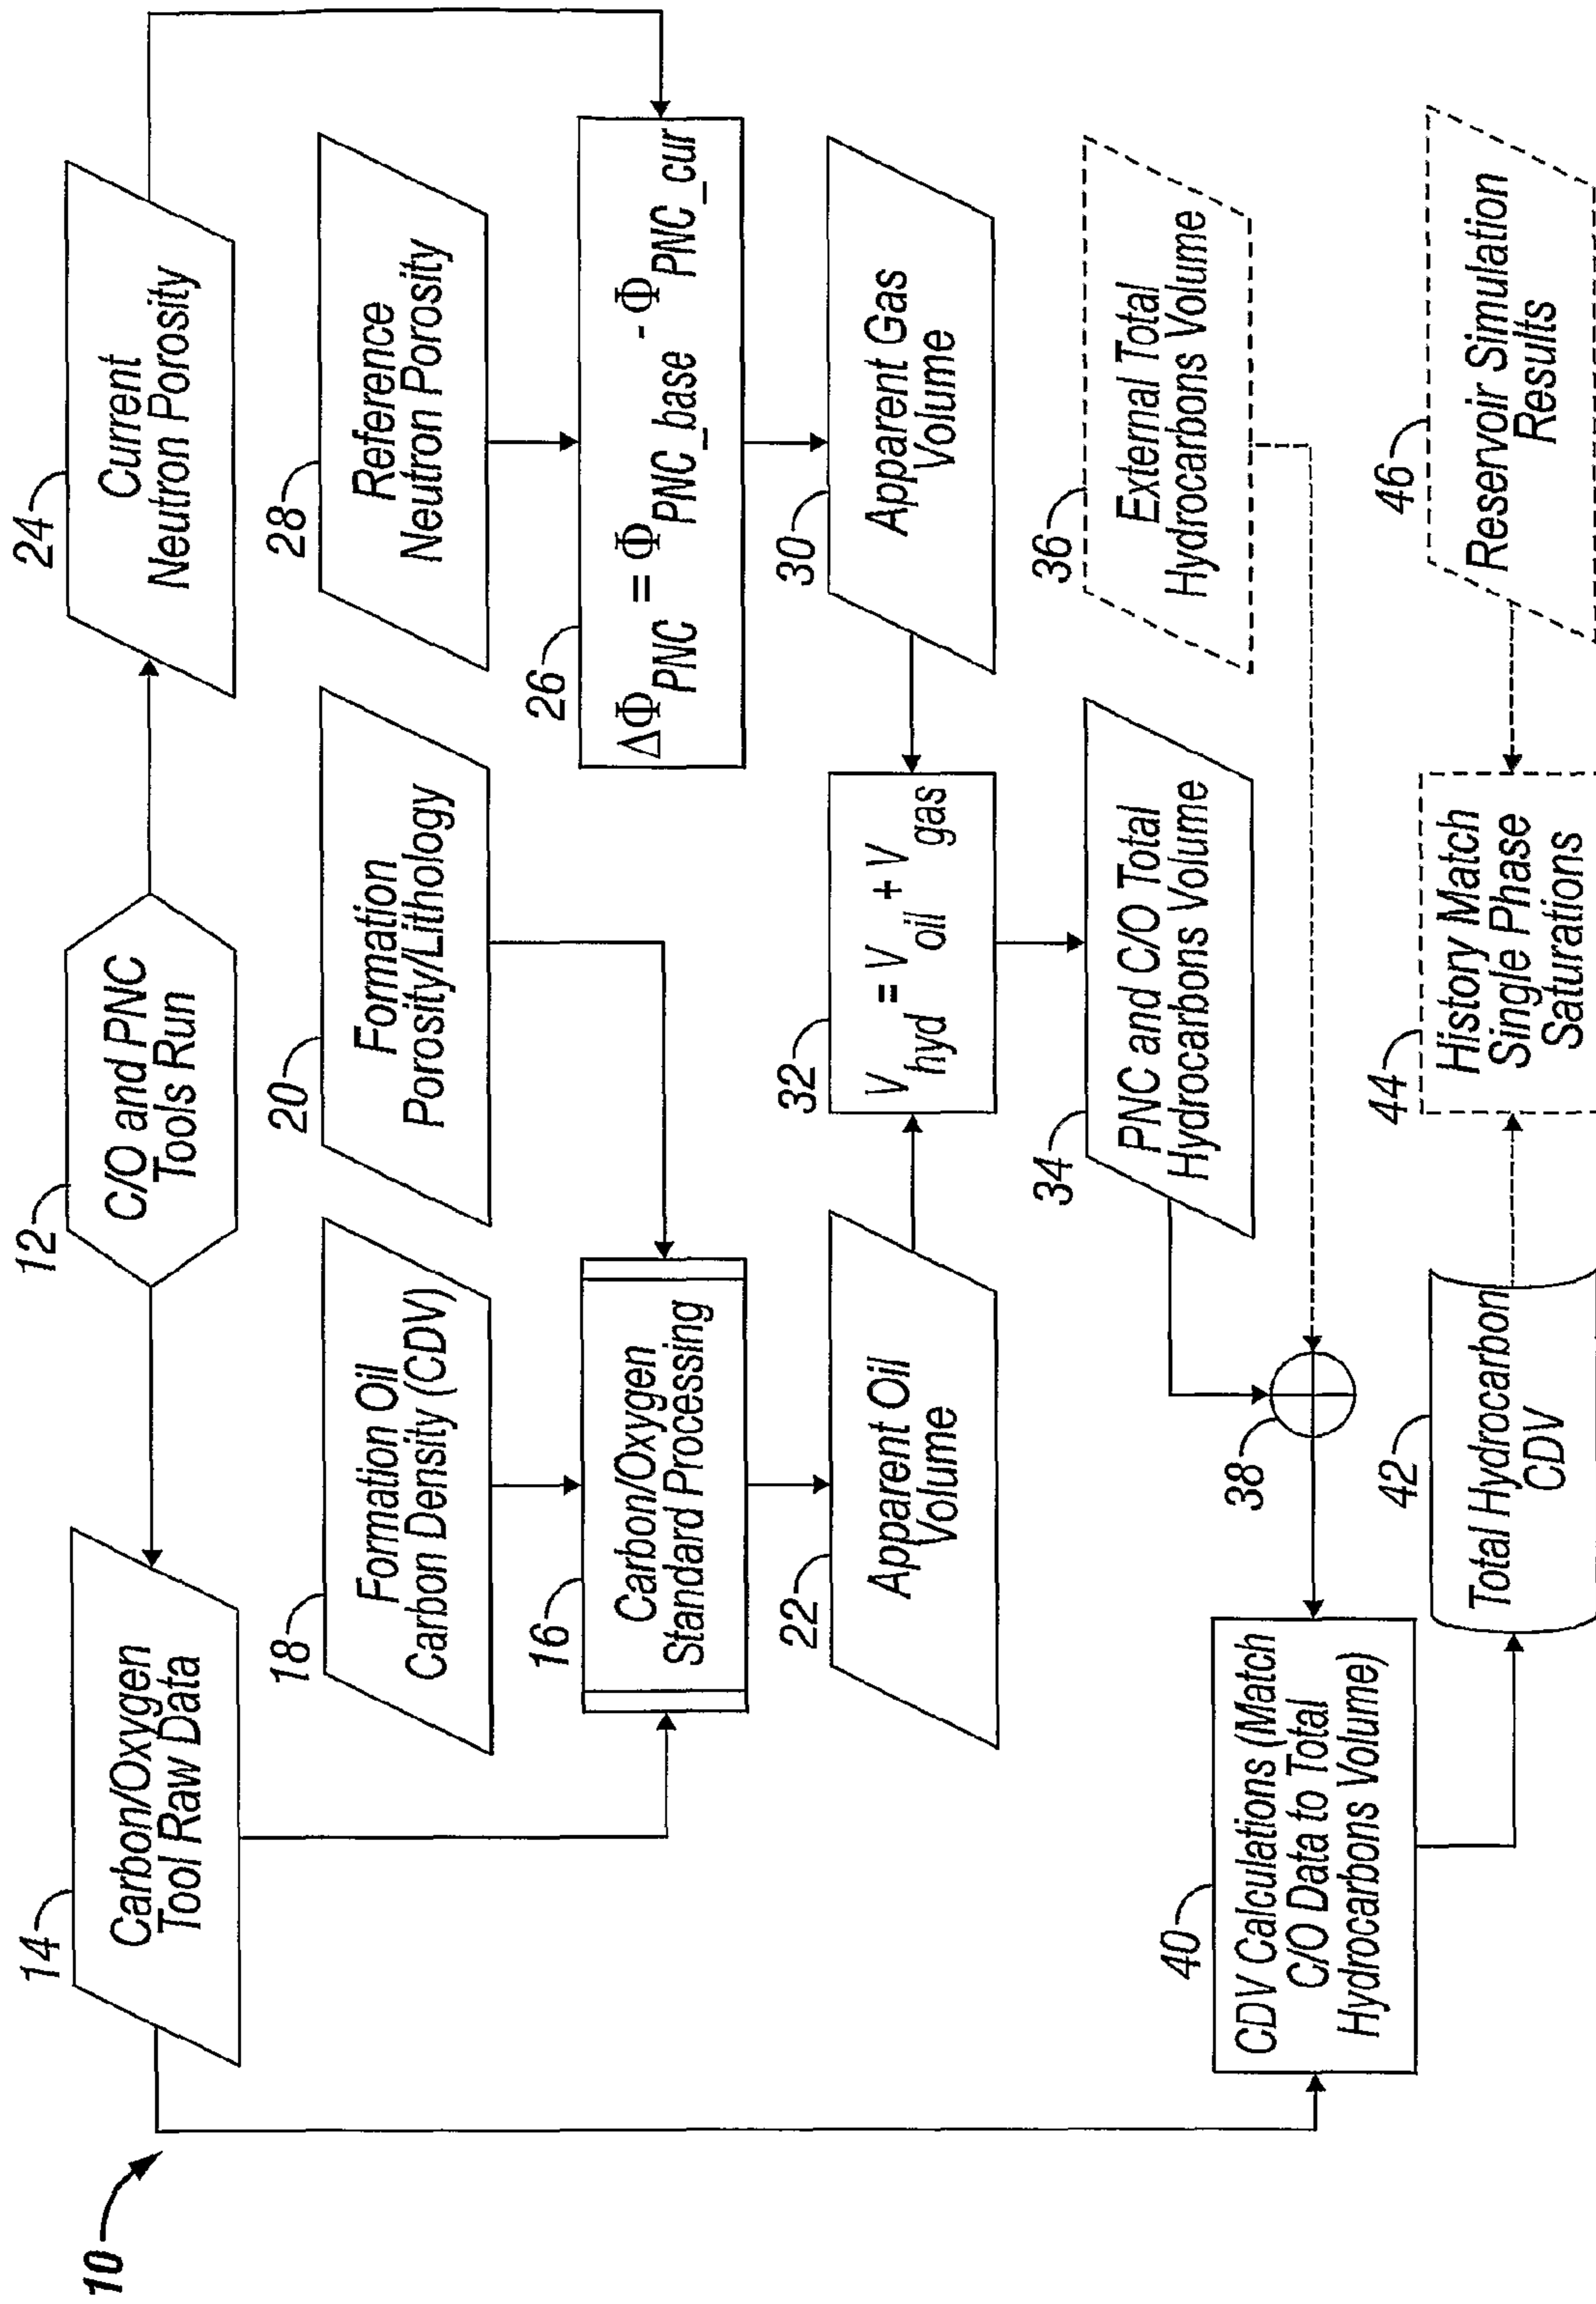 10
12
C/O and PNC
Tools Run
14
Carbon/Oxygen
Tool Raw Data
24
Current
Neutron Porosity
18
Formation Oil
Carbon Density (CDV)
20
Formation
Porosity/Lithology
28
Reference
Neutron Porosity
16
Carbon/Oxygen
Standard Processing
26
ΔΦPNC = ΦPNC_base - ΦPNC_cur
22
Apparent Oil
Volume
32
Vhyd = Voil + Vgas
30
Apparent Gas
Volume
34
PNC and C/O Total
Hydrocarbons Volume
36
External Total
Hydrocarbons Volume
38
40
CDV Calculations (Match
C/O Data to Total
Hydrocarbons Volume)
42
Total Hydrocarbon
CDV
44
History Match
Single Phase
Saturations
46
Reservoir Simulation
Results